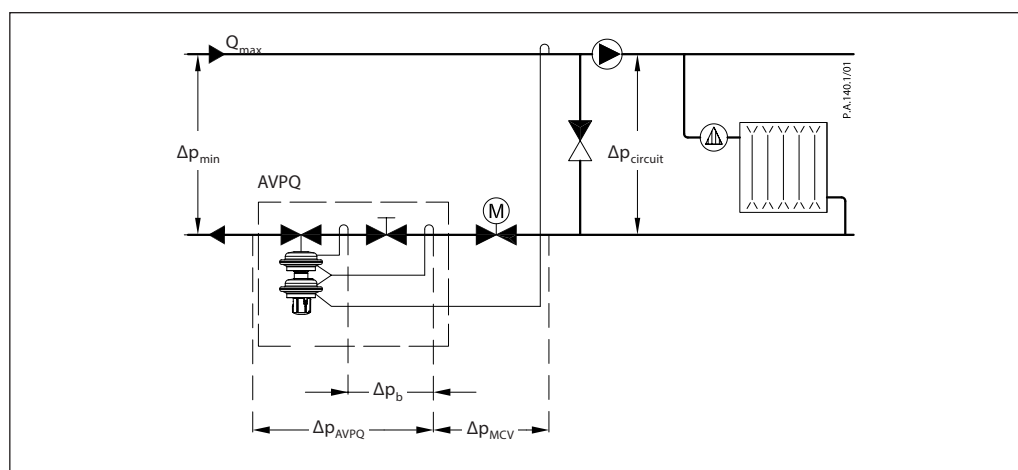 Qmax
P.A.140.1/01
Δpmin
Δpcircuit
AVPQ
M
Δpb
ΔpAVPQ
ΔpMCV